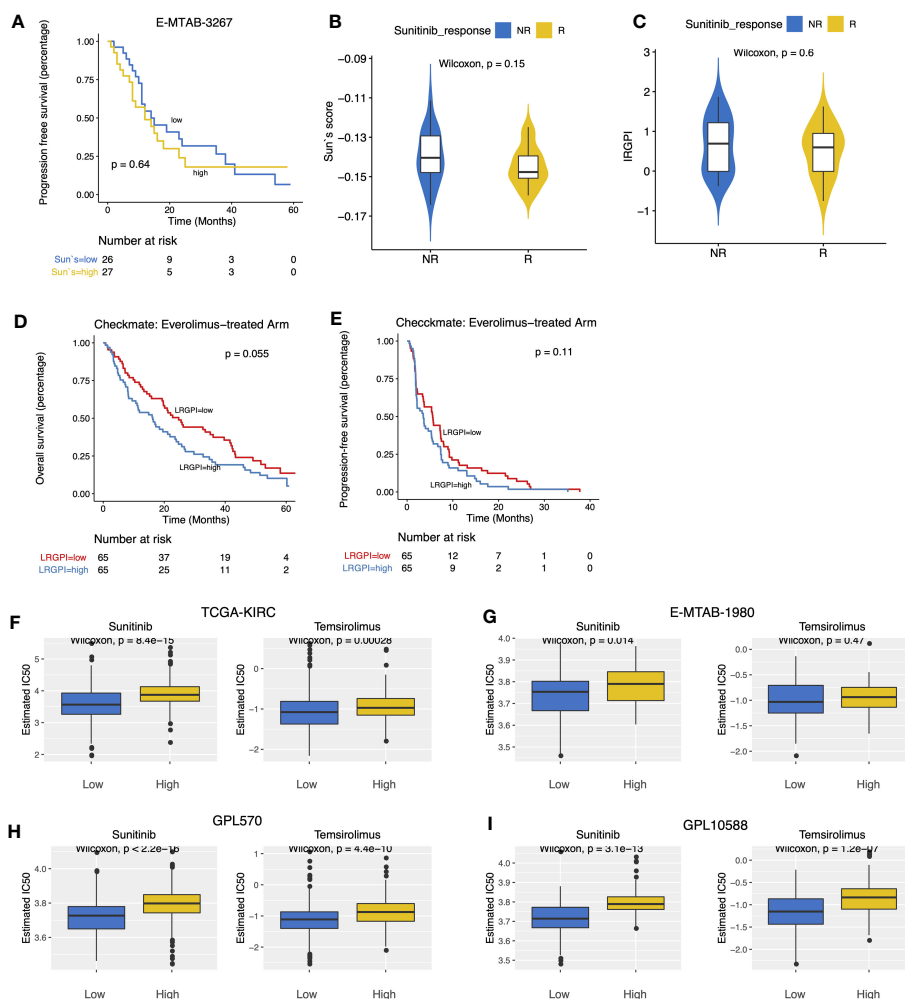 A
E-MTAB-3267
Progression freee survival (percentage)
1.00
0.75
0.50
0.25
0.00
low
high
p = 0.64
0 20 40 60
Time (Months)
Number at risk
Sun`s=low 26 9 3 0
Sun`s=high 27 5 3 0
B
Sunitinib_response NR R
Wilcoxon, p = 0.15
Sun`s score
−0.09
−0.11
−0.13
−0.15
−0.17
NR R
C
Sunitinib_response NR R
Wilcoxon, p = 0.6
IRGPI
3
2
1
0
−1
NR R
D
Checkmate: Everolimus-treated Arm
p = 0.055
Overall survival (percentage)
1.00
0.75
0.50
0.25
0.00
LRGPI=low
LRGPI=high
0 20 40 60
Time (Months)
Number at risk
LRGPI=low 65 37 19 4
LRGPI=high 65 25 11 2
E
Checckmate: Everolimus-treated Arm
p = 0.11
Progression-free survival (percentage)
1.00
0.75
0.50
0.25
0.00
LRGPI=low
LRGPI=high
0 10 20 30 40
Time (Months)
Number at risk
LRGPI=low 65 12 7 1 0
LRGPI=high 65 9 2 1 0
F
TCGA-KIRC
Sunitinib
Wilcoxon, p = 8.4e−15
Estimated IC50
5
4
3
2
Low High
Temsirolimus
Wilcoxon, p = 0.00028
Estimated IC50
0
−1
−2
Low High
G
E-MTAB-1980
Sunitinib
Wilcoxon, p = 0.014
Estimated IC50
4.0
3.9
3.8
3.7
3.6
3.5
Low High
Temsirolimus
Wilcoxon, p = 0.47
Estimated IC50
0.0
−0.5
−1.0
−1.5
−2.0
Low High
H
GPL570
Sunitinib
Wilcoxon, p < 2.2e−16
Estimated IC50
4.0
3.8
3.6
Low High
Temsirolimus
Wilcoxon, p = 4.4e−10
Estimated IC50
1
0
−1
−2
Low High
I
GPL10588
Sunitinib
Wilcoxon, p = 3.1e−13
Estimated IC50
4.0
3.9
3.8
3.7
3.6
3.5
Low High
Temsirolimus
Wilcoxon, p = 1.2e−07
Estimated IC50
0.0
−0.5
−1.0
−1.5
−2.0
Low High